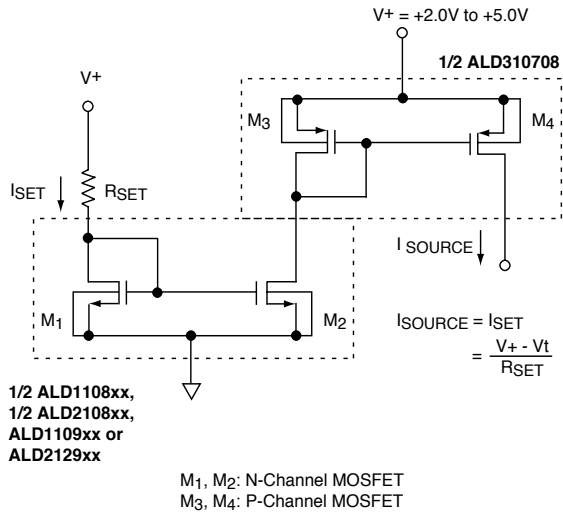 V+ = +2.0V to +5.0V
1/2 ALD310708
V+
M3
M4
ISET
RSET
I SOURCE
M1
M2
ISOURCE = ISET
= V+ - Vt
RSET
1/2 ALD1108xx,
1/2 ALD2108xx,
ALD1109xx or
ALD2129xx
M1, M2: N-Channel MOSFET
M3, M4: P-Channel MOSFET